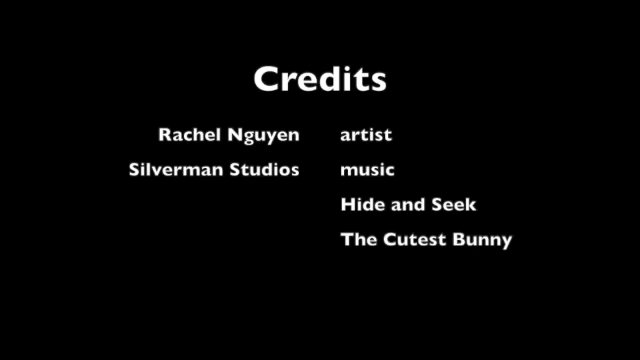 Credits
Rachel Nguyen artist
Silverman Studios music
Hide and Seek
The Cutest Bunny